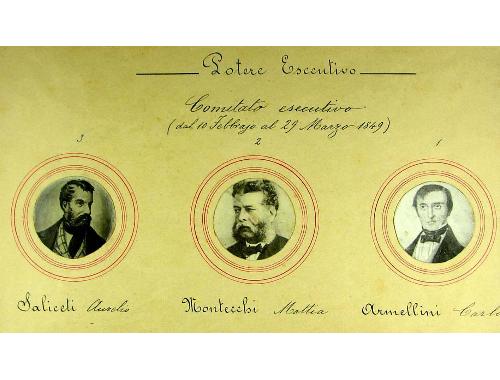 Potere Esecutivo
Comitato esecutivo
(dal 10 Febbrajo al 29 Marzo 1849)
3 2 1
Saliceti Aurelio Montecchi Mattia Armellini Carlo